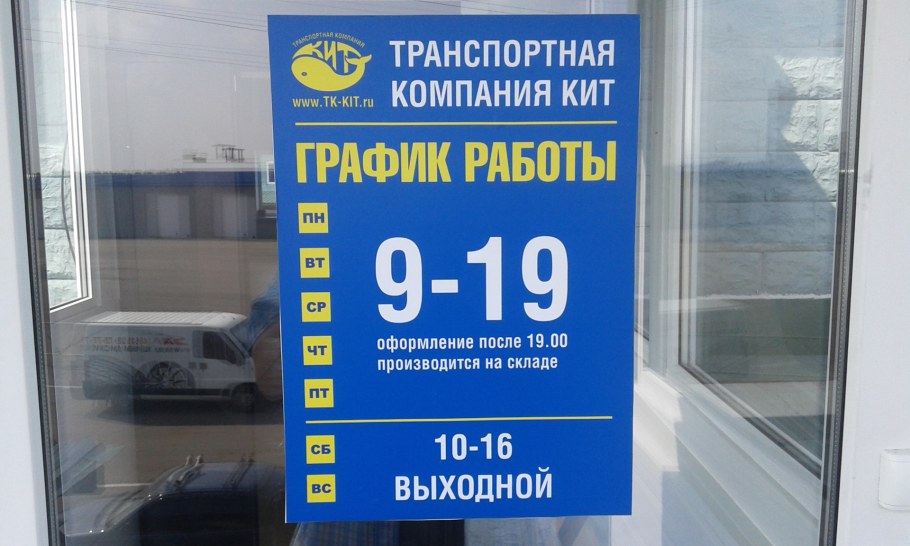 ТРАНСПОРТНАЯ КОМПАНИЯ
КИТ
www.TK-KIT.ru
ТРАНСПОРТНАЯ
КОМПАНИЯ КИТ
ГРАФИК РАБОТЫ
ПН
ВТ
СР
ЧТ
ПТ
9-19
оформление после 19.00
производится на складе
СБ
10-16
ВС
ВЫХОДНОЙ